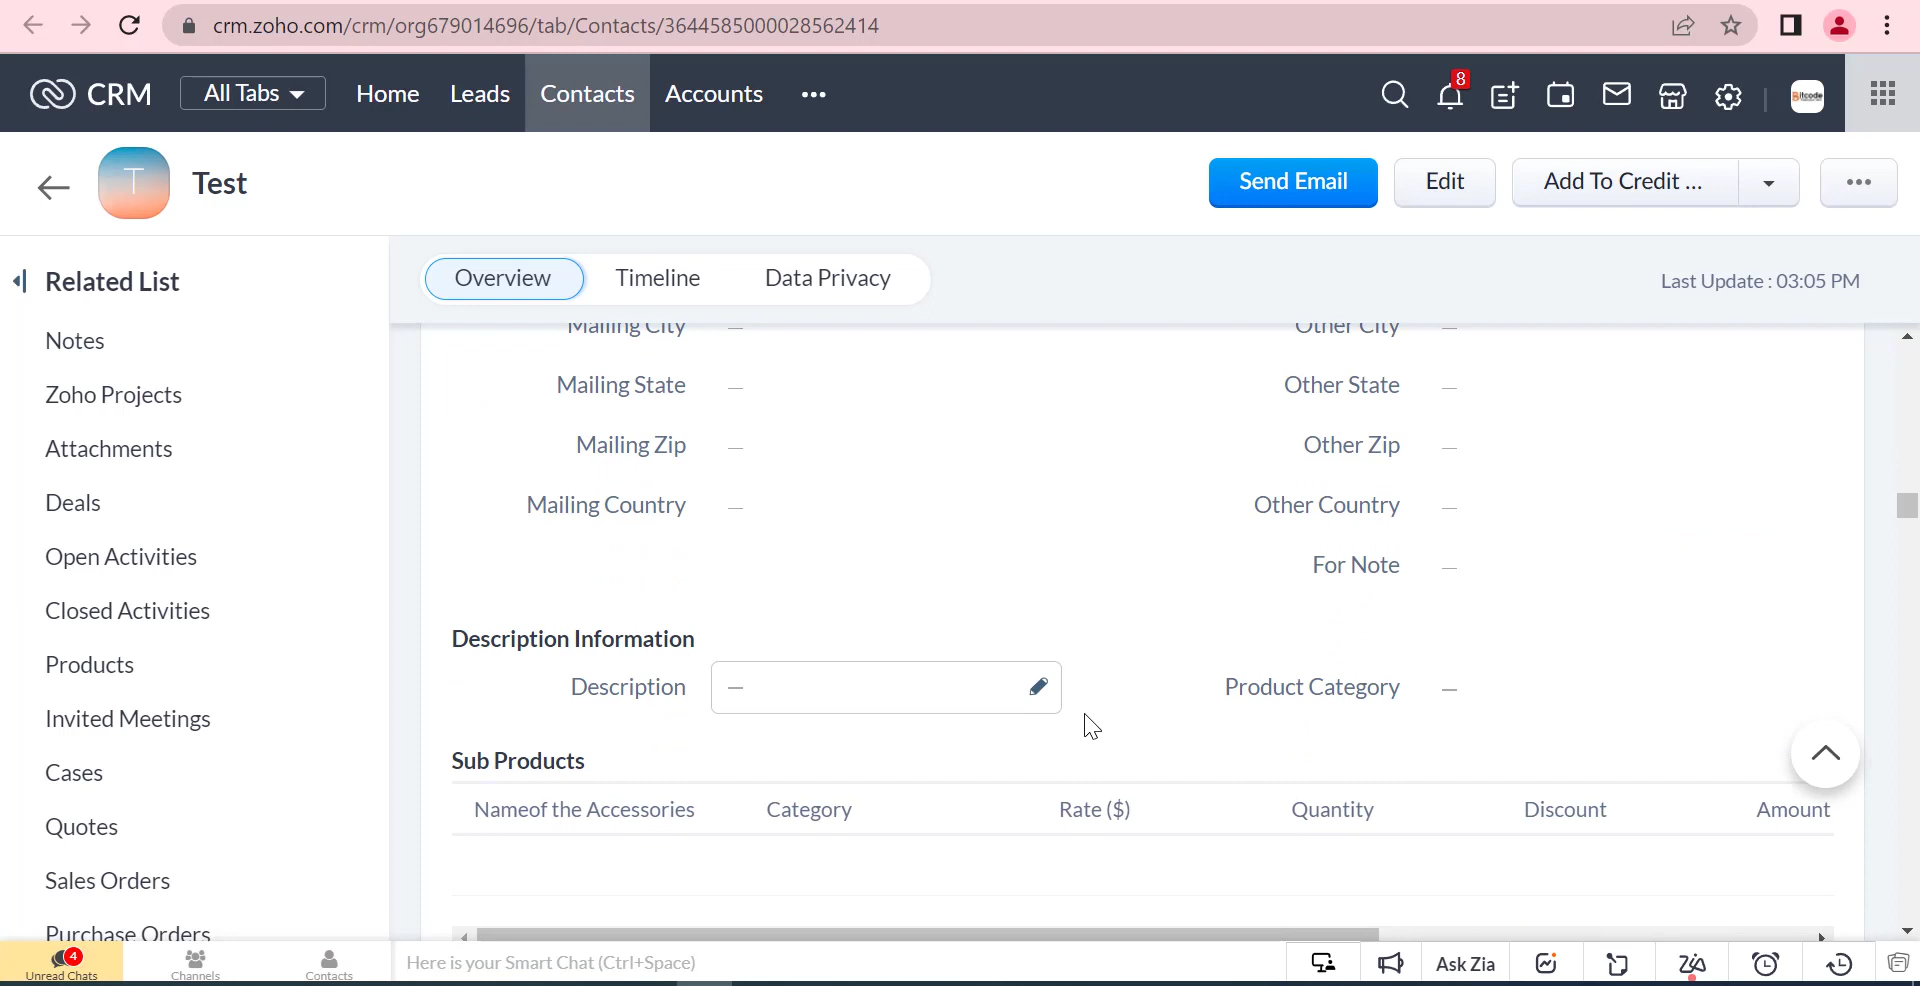 crm.zoho.com/crm/org679014696/tab/Contacts/3644585000028562414
CRM All Tabs Home Leads Contacts Accounts ••• 8 Bitcode
T Test Send Email Edit Add To Credit ... •••
Related List
Notes
Zoho Projects
Attachments
Deals
Open Activities
Closed Activities
Products
Invited Meetings
Cases
Quotes
Sales Orders
Purchase Orders
Overview Timeline Data Privacy Last Update : 03:05 PM
Mailing City — Other City —
Mailing State — Other State —
Mailing Zip — Other Zip —
Mailing Country — Other Country —
For Note —
Description Information
Description — Product Category —
Sub Products
Nameof the Accessories Category Rate ($) Quantity Discount Amount
4
Unread Chats Channels Contacts Here is your Smart Chat (Ctrl+Space) Ask Zia